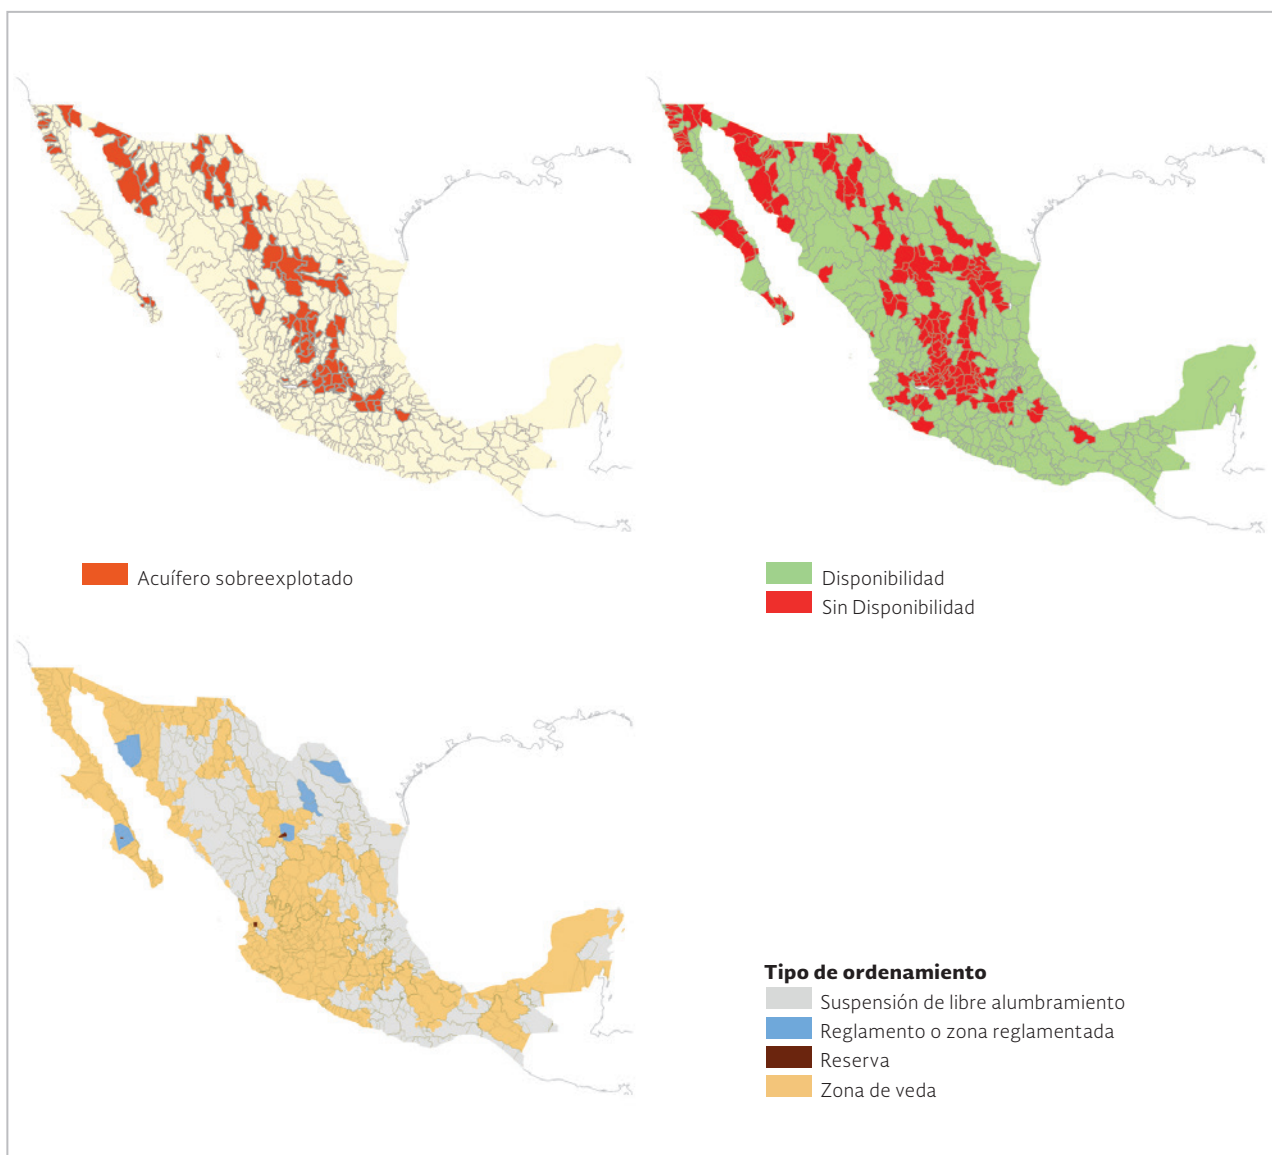 Acuífero sobreexplotado
Disponibilidad
Sin Disponibilidad
Tipo de ordenamiento
Suspensión de libre alumbramiento
Reglamento o zona reglamentada
Reserva
Zona de veda